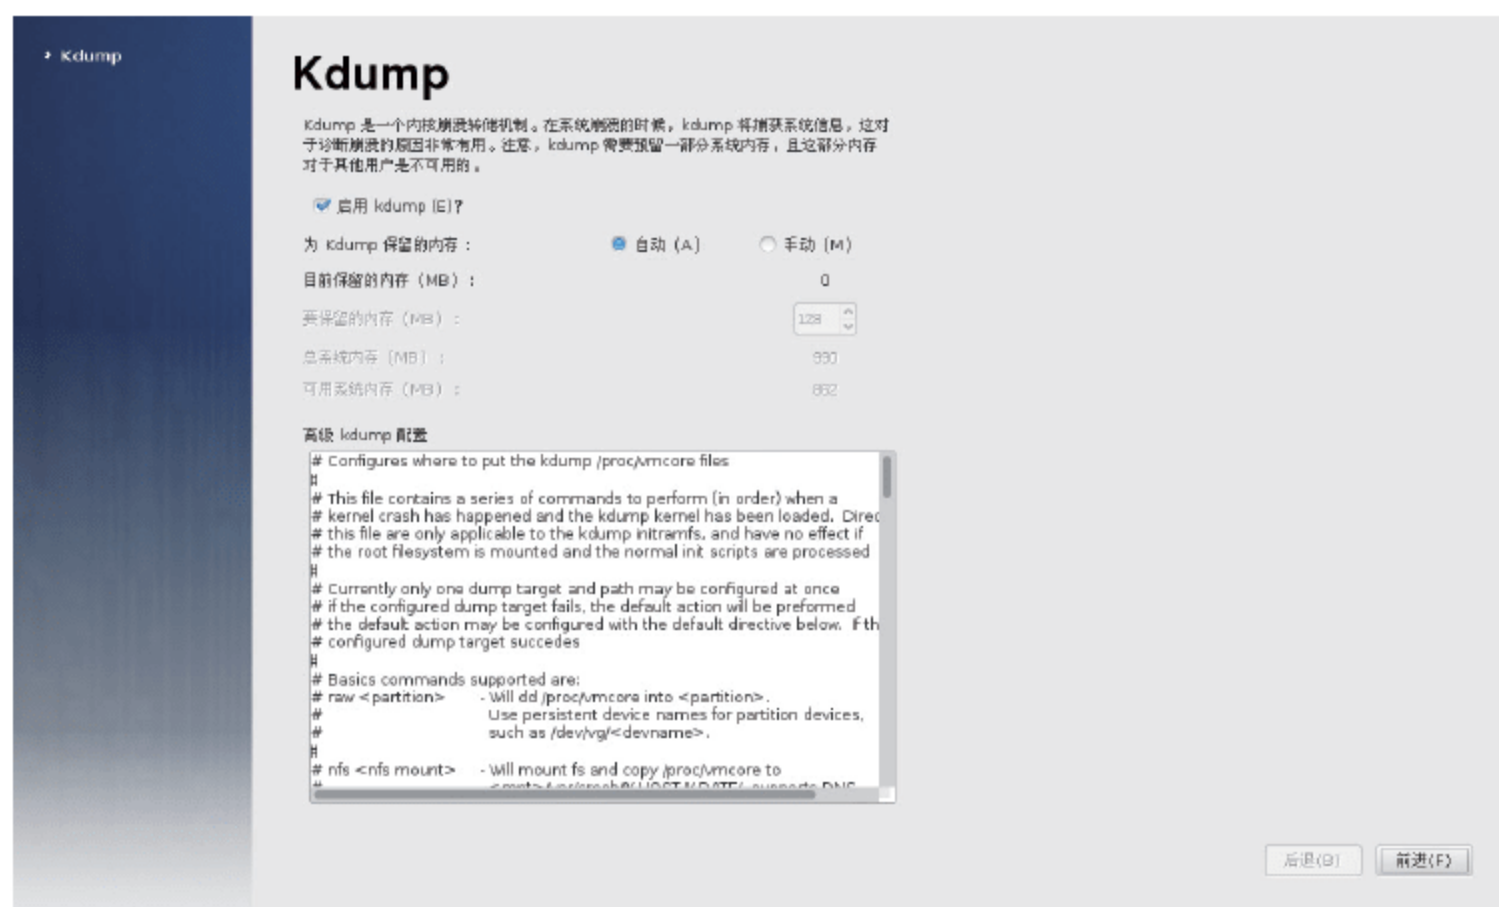 Kdump
Kdump
Kdump 是一个内核崩溃转储机制。在系统崩溃的时候，kdump 将捕获系统信息，这对
于诊断崩溃的原因非常有用。注意，kdump 需要预留一部分系统内存，且这部分内存
对于其他用户是不可用的。
启用 kdump (E)?
为 Kdump 保留的内存： 自动 (A) 手动 (M)
目前保留的内存 (MB) : 0
要保留的内存 (MB) : 128
总系统内存 (MB) : 990
可用系统内存 (MB) : 862
高级 kdump 配置
# Configures where to put the kdump /proc/vmcore files
#
# This file contains a series of commands to perform (in order) when a
# kernel crash has happened and the kdump kernel has been loaded. Direc
# this file are only applicable to the kdump initramfs, and have no effect if
# the root filesystem is mounted and the normal init scripts are processed
#
# Currently only one dump target and path may be configured at once
# if the configured dump target fails, the default action will be preformed
# the default action may be configured with the default directive below. If th
# configured dump target succedes
#
# Basics commands supported are:
# raw <partition> - Will dd /proc/vmcore into <partition>.
# Use persistent device names for partition devices,
# such as /dev/vg/<devname>.
#
# nfs <nfs mount> - Will mount fs and copy /proc/vmcore to
# <mnt>/var/crash/%HOST-%DATE/, supports DNS.
后退(B) 前进(F)